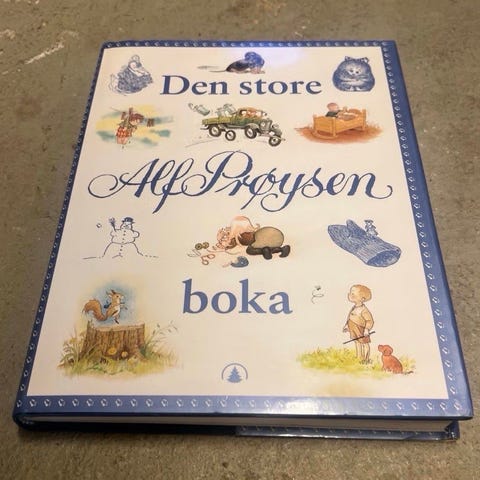 Den store
Alf Prøysen
boka